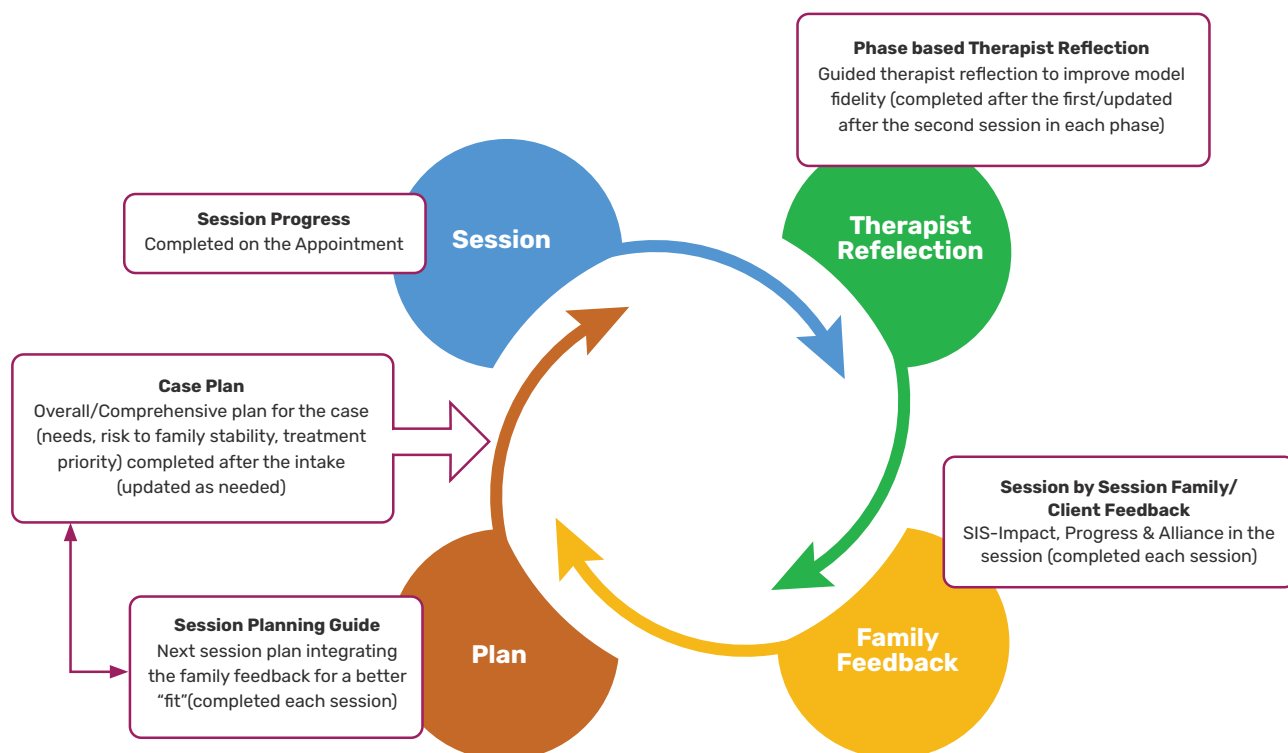 Phase based Therapist Reflection
Guided therapist reflection to improve model
fidelity (completed after the first/updated
after the second session in each phase)
Session Progress
Completed on the Appointment
Session
Therapist
Refelection
Case Plan
Overall/Comprehensive plan for the case
(needs, risk to family stability, treatment
priority) completed after the intake
(updated as needed)
Session by Session Family/
Client Feedback
SIS-Impact, Progress & Alliance in the
session (completed each session)
Session Planning Guide
Next session plan integrating
the family feedback for a better
“fit”(completed each session)
Plan
Family
Feedback